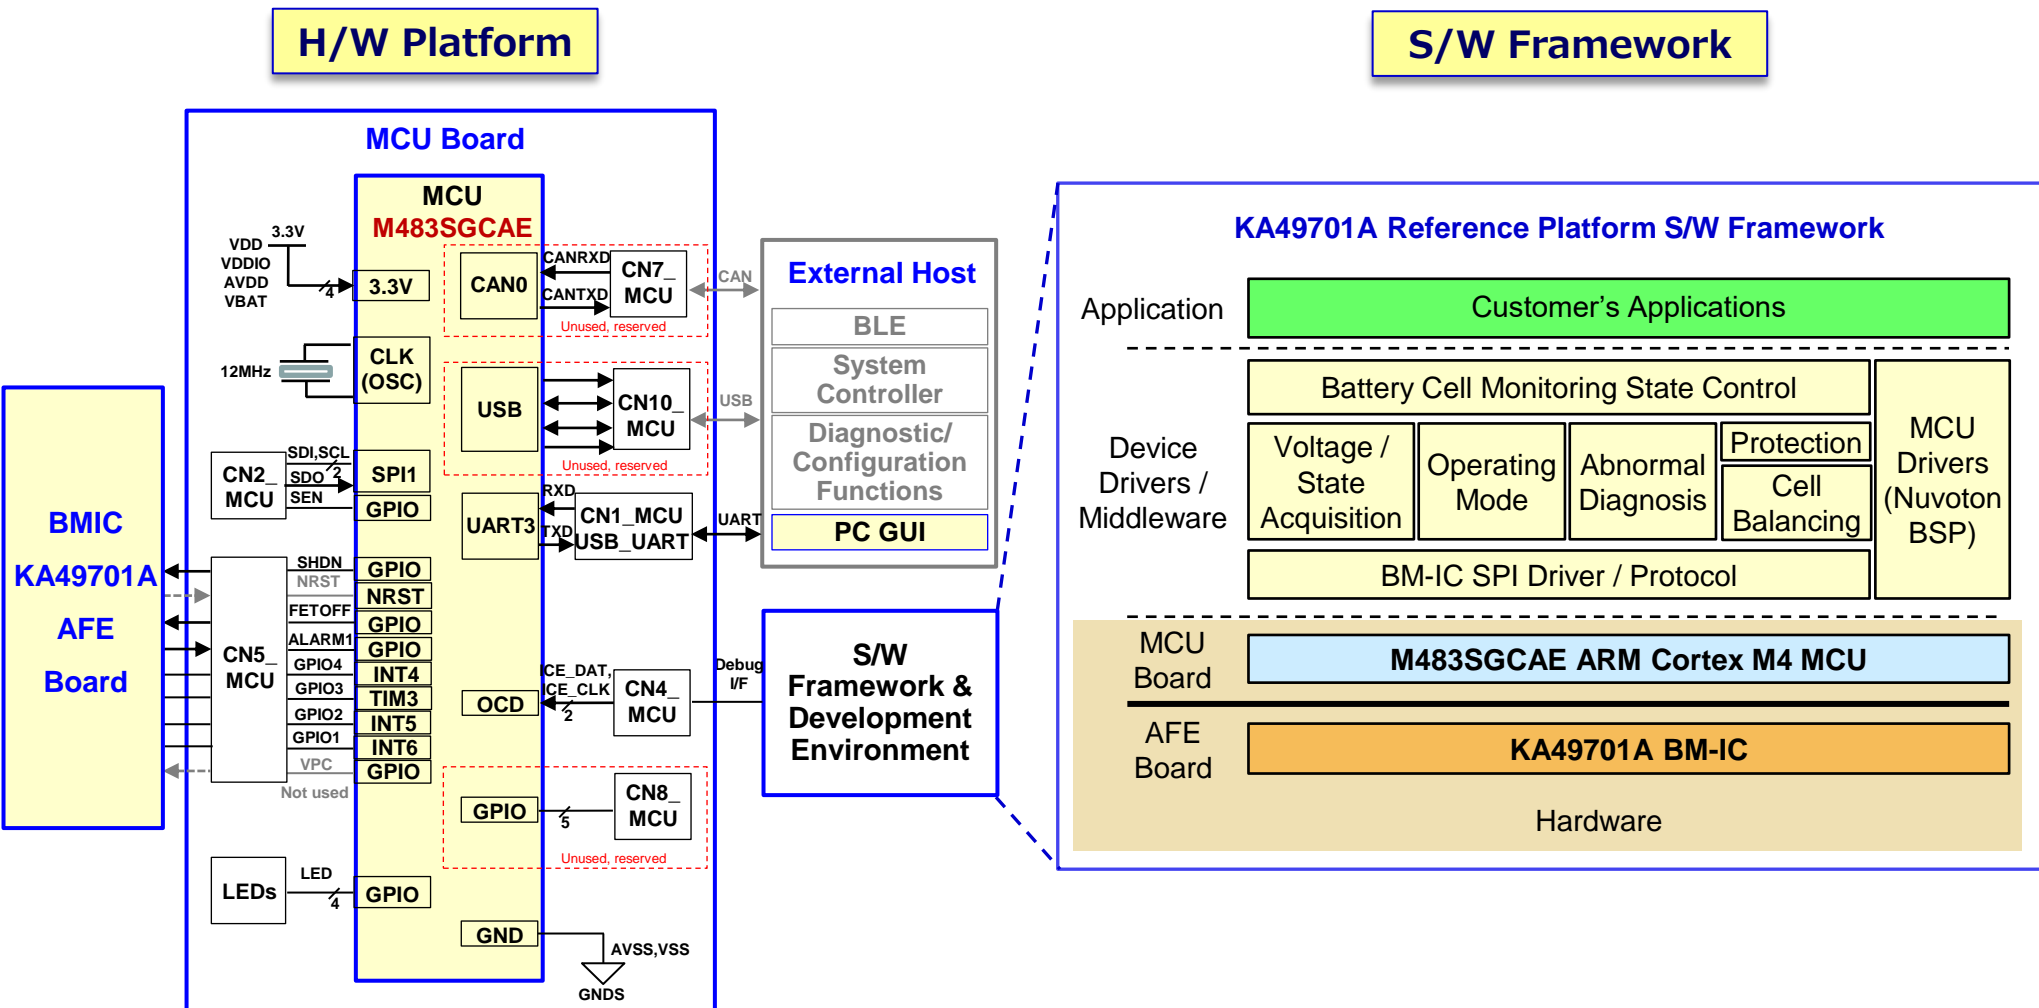 H/W Platform
S/W Framework
MCU Board
MCU
M483SGCAE
3.3V
VDD
VDDIO
AVDD
VBAT
4
3.3V
12MHz
CLK
(OSC)
CN2_
MCU
SDI,SCL
2
SDO
SEN
SPI1
GPIO
BMIC
KA49701A
AFE
Board
CN5_
MCU
SHDN
NRST
FETOFF
ALARM1
GPIO4
GPIO3
GPIO2
GPIO1
VPC
Not used
GPIO
NRST
GPIO
GPIO
INT4
TIM3
INT5
INT6
GPIO
LEDs
LED
4
GPIO
CAN0
CANRXD
CANTXD
CN7_
MCU
Unused, reserved
CAN
USB
CN10_
MCU
Unused, reserved
USB
UART3
RXD
TXD
CN1_MCU
USB_UART
UART
OCD
ICE_DAT,
ICE_CLK
2
CN4_
MCU
Debug
I/F
GPIO
5
CN8_
MCU
Unused, reserved
GND
AVSS,VSS
GNDS
External Host
BLE
System
Controller
Diagnostic/
Configuration
Functions
PC GUI
S/W
Framework &
Development
Environment
KA49701A Reference Platform S/W Framework
Application
Customer's Applications
Device
Drivers /
Middleware
Battery Cell Monitoring State Control
Voltage /
State
Acquisition
Operating
Mode
Abnormal
Diagnosis
Protection
Cell
Balancing
MCU
Drivers
(Nuvoton
BSP)
BM-IC SPI Driver / Protocol
MCU
Board
M483SGCAE ARM Cortex M4 MCU
AFE
Board
KA49701A BM-IC
Hardware